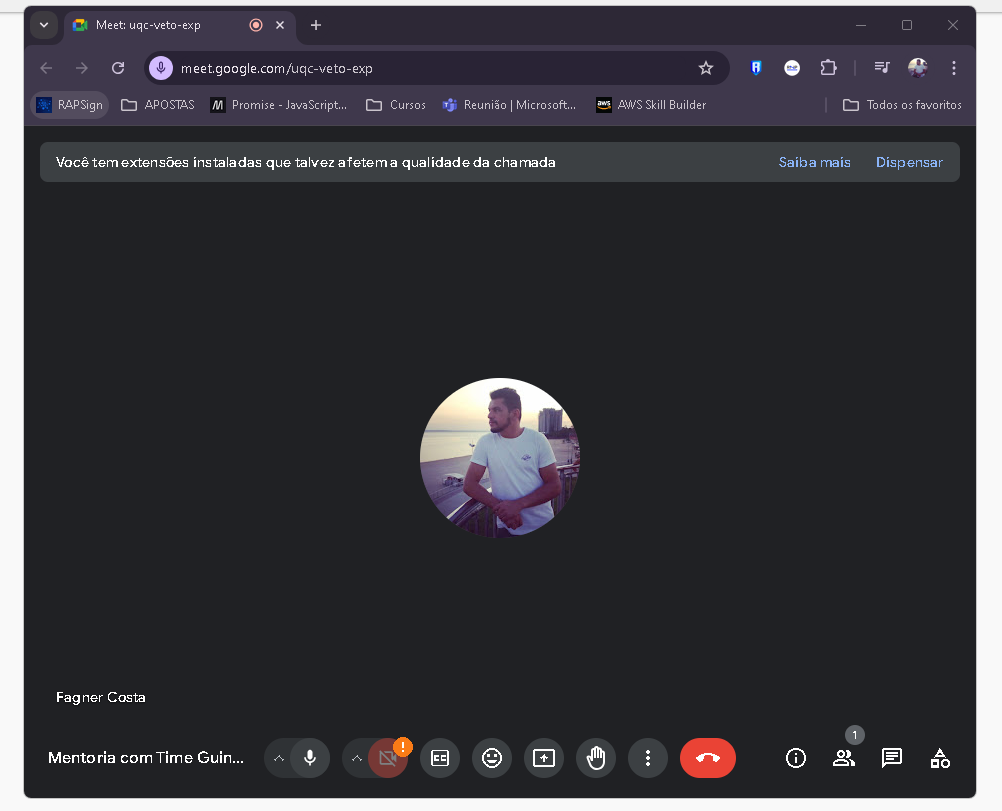 Meet: uqc-veto-exp
meet.google.com/uqc-veto-exp
RAPSign APOSTAS Promise - JavaScript... Cursos Reunião | Microsoft... aws AWS Skill Builder Todos os favoritos
Você tem extensões instaladas que talvez afetem a qualidade da chamada Saiba mais Dispensar
Fagner Costa
1
Mentoria com Time Guin... ! CC